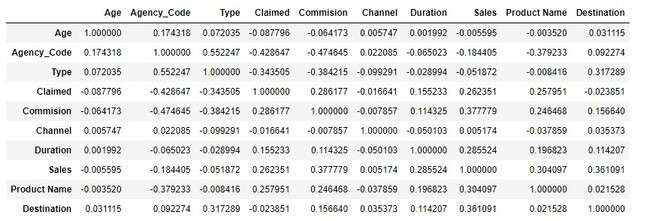 Age Agency_Code Type Claimed Commision Channel Duration Sales Product Name Destination
Age 1.000000 0.174318 0.072035 -0.087796 -0.064173 0.005747 0.001992 -0.005595 -0.003520 0.031115
Agency_Code 0.174318 1.000000 0.552247 -0.428647 -0.474645 0.022085 -0.065023 -0.184405 -0.379233 0.092274
Type 0.072035 0.552247 1.000000 -0.343505 -0.384215 -0.099291 -0.028994 -0.051872 -0.008416 0.317289
Claimed -0.087796 -0.428647 -0.343505 1.000000 0.286177 -0.016641 0.155233 0.262351 0.257951 -0.023851
Commision -0.064173 -0.474645 -0.384215 0.286177 1.000000 -0.007857 0.114325 0.377779 0.246468 0.156640
Channel 0.005747 0.022085 -0.099291 -0.016641 -0.007857 1.000000 -0.050103 0.005174 -0.037859 0.035373
Duration 0.001992 -0.065023 -0.028994 0.155233 0.114325 -0.050103 1.000000 0.285524 0.196823 0.114207
Sales -0.005595 -0.184405 -0.051872 0.262351 0.377779 0.005174 0.285524 1.000000 0.304097 0.361091
Product Name -0.003520 -0.379233 -0.008416 0.257951 0.246468 -0.037859 0.196823 0.304097 1.000000 0.021528
Destination 0.031115 0.092274 0.317289 -0.023851 0.156640 0.035373 0.114207 0.361091 0.021528 1.000000